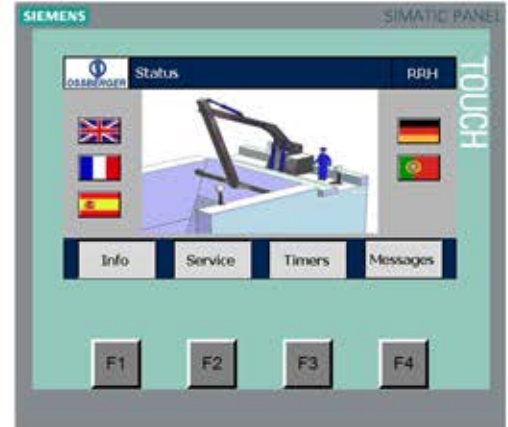 SIEMENS
SIMATIC PANEL
TOUCH
OSSBERGER
Status
RRH
Info
Service
Timers
Messages
F1
F2
F3
F4